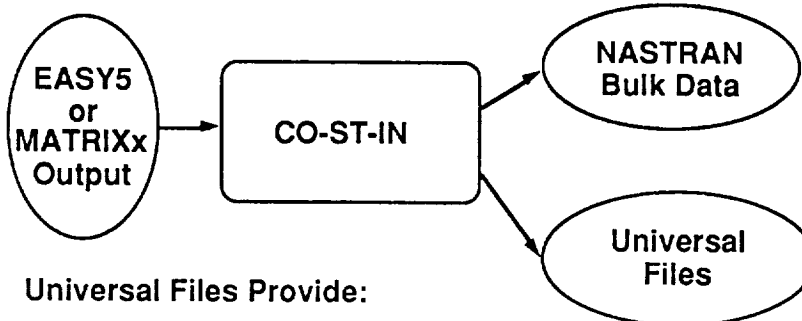 EASY5
or
MATRIXx
Output
CO-ST-IN
NASTRAN
Bulk Data
Universal
Files
Universal Files Provide: